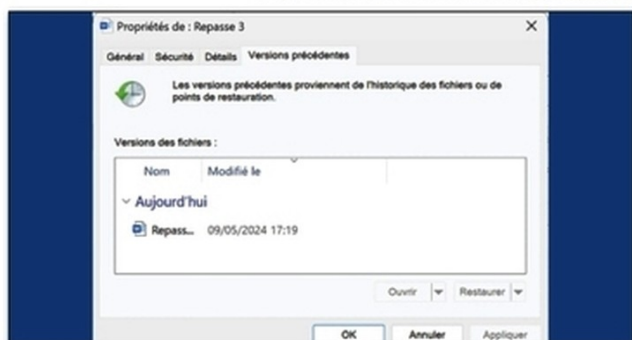 Propriétés de : Repasse 3
Général Sécurité Détails Versions précédentes
Les versions précédentes proviennent de l'historique des fichiers ou de
points de restauration.
Versions des fichiers :
Nom Modifié le
Aujourd'hui
Repass... 09/05/2024 17:19
Ouvrir Restaurer
OK Annuler Appliquer